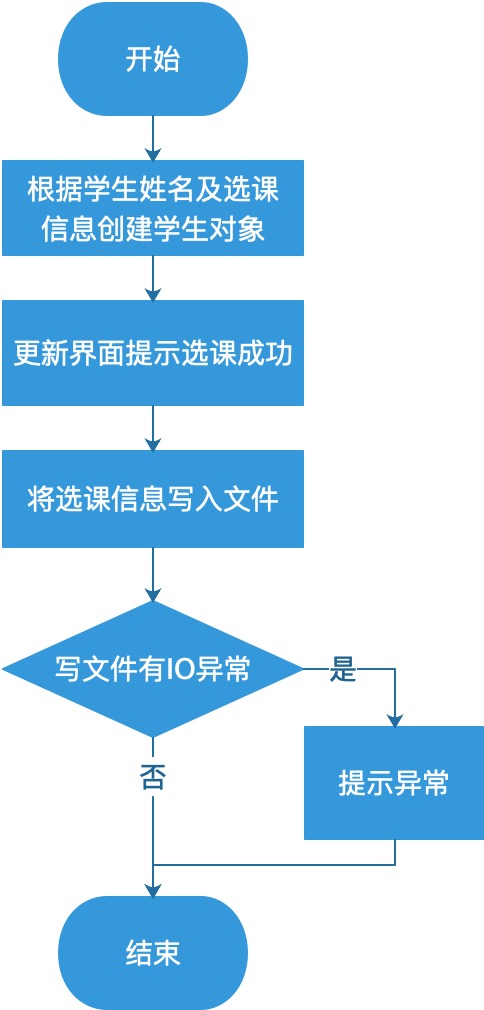 开始
根据学生姓名及选课
信息创建学生对象
更新界面提示选课成功
将选课信息写入文件
写文件有IO异常
是
否
提示异常
结束